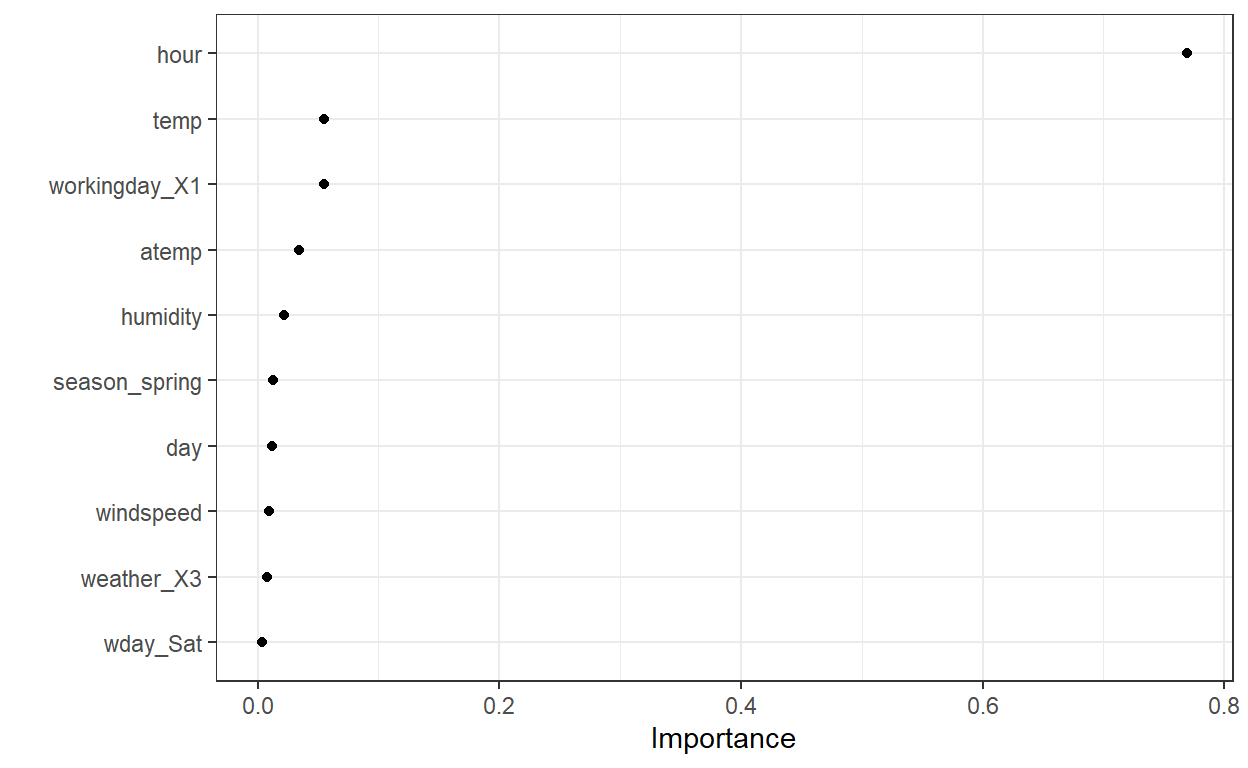 hour
temp
workingday_X1
atemp
humidity
season_spring
day
windspeed
weather_X3
wday_Sat
0.0 0.2 0.4 0.6 0.8
Importance